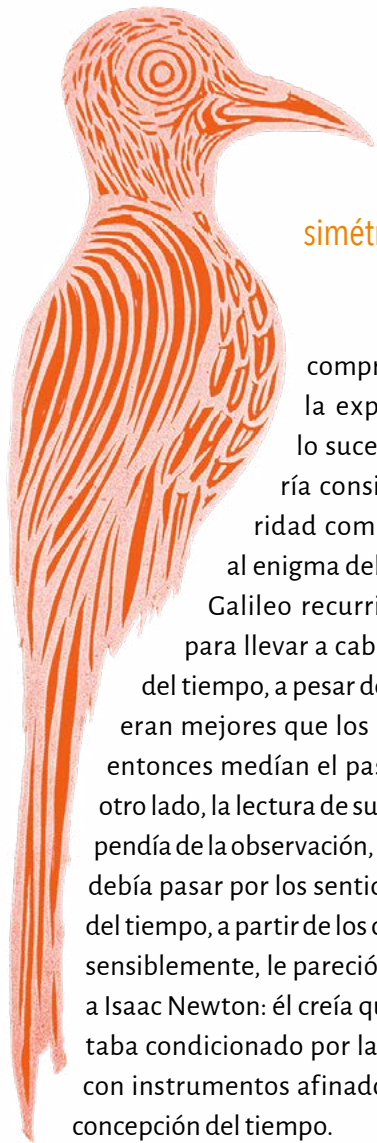 simétr
compr
la exp
lo suce
ría consi
ridad com
al enigma del
Galileo recurri
para llevar a cab
del tiempo, a pesar de
eran mejores que los
entonces medían el pas
otro lado, la lectura de su
pendía de la observación,
debía pasar por los sentic
del tiempo, a partir de los c
sensiblemente, le pareció
a Isaac Newton: él creía qu
taba condicionado por la
con instrumentos afinado
concepción del tiempo.